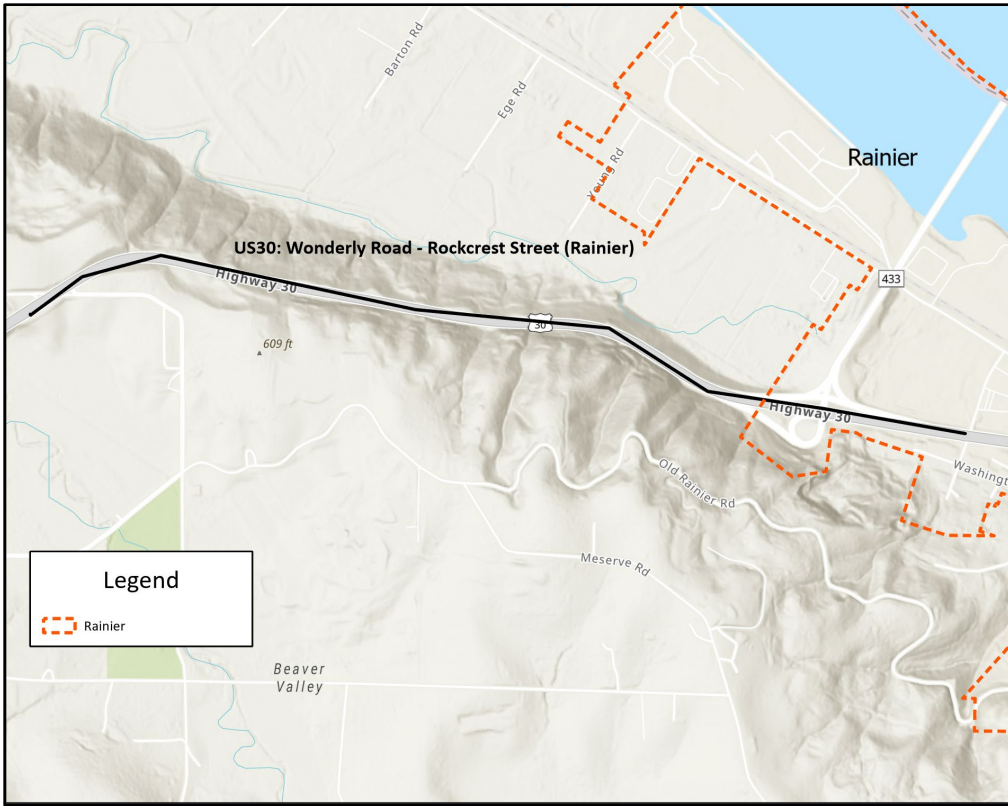 Barton Rd
Ege Rd
Young Rd
Rainier
US30: Wonderly Road - Rockcrest Street (Rainier)
433
Highway 30
30
609 ft
Highway 30
Old Rainier Rd
Washingt
Meserve Rd
Legend
Rainier
Beaver
Valley